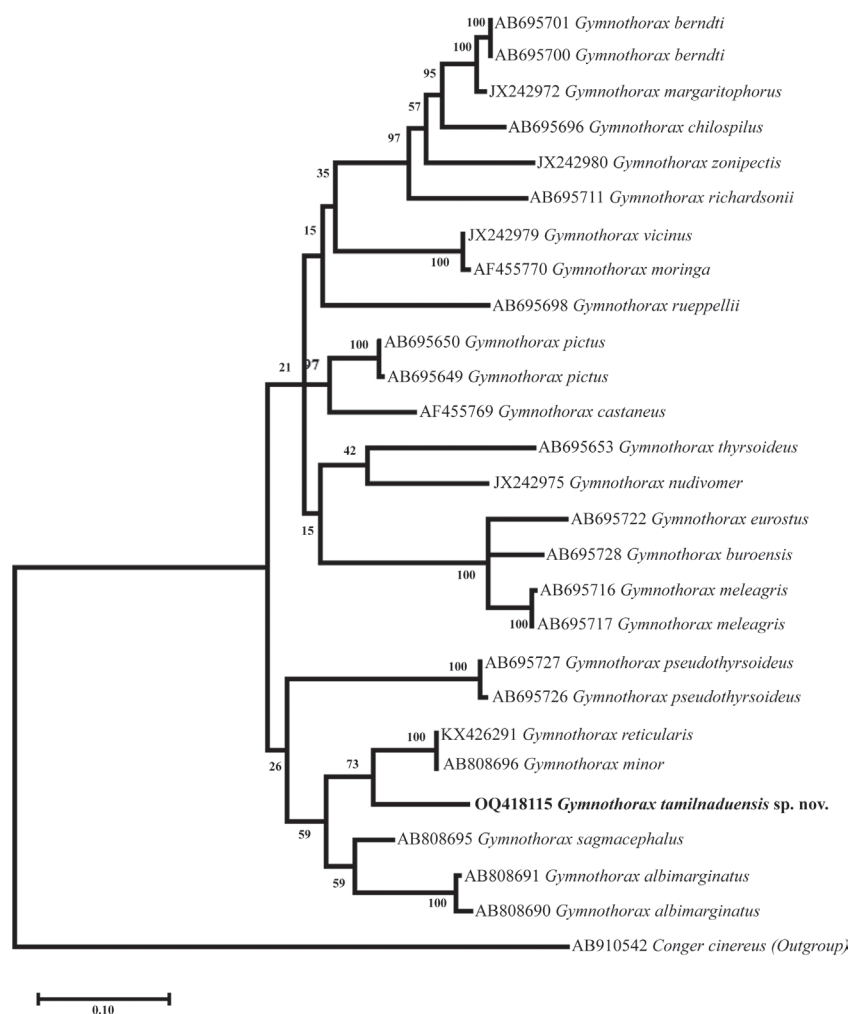 100 AB695701 Gymnothorax berndti
100 AB695700 Gymnothorax berndti
95
JX242972 Gymnothorax margaritophorus
57
AB695696 Gymnothorax chilospilus
97
JX242980 Gymnothorax zonipectis
35
AB695711 Gymnothorax richardsonii
15
JX242979 Gymnothorax vicinus
100
AF455770 Gymnothorax moringa
AB695698 Gymnothorax rueppellii
100 AB695650 Gymnothorax pictus
21 97
AB695649 Gymnothorax pictus
AF455769 Gymnothorax castaneus
42 AB695653 Gymnothorax thyrsoideus
JX242975 Gymnothorax nudivomer
15
AB695722 Gymnothorax eurostus
AB695728 Gymnothorax buroensis
100
AB695716 Gymnothorax meleagris
100 AB695717 Gymnothorax meleagris
100 AB695727 Gymnothorax pseudothyrsoideus
AB695726 Gymnothorax pseudothyrsoideus
100 KX426291 Gymnothorax reticularis
26 73 AB808696 Gymnothorax minor
OQ418115 Gymnothorax tamilnaduensis sp. nov.
59
AB808695 Gymnothorax sagmacephalus
59
AB808691 Gymnothorax albimarginatus
100
AB808690 Gymnothorax albimarginatus
AB910542 Conger cinereus (Outgroup)
0.10